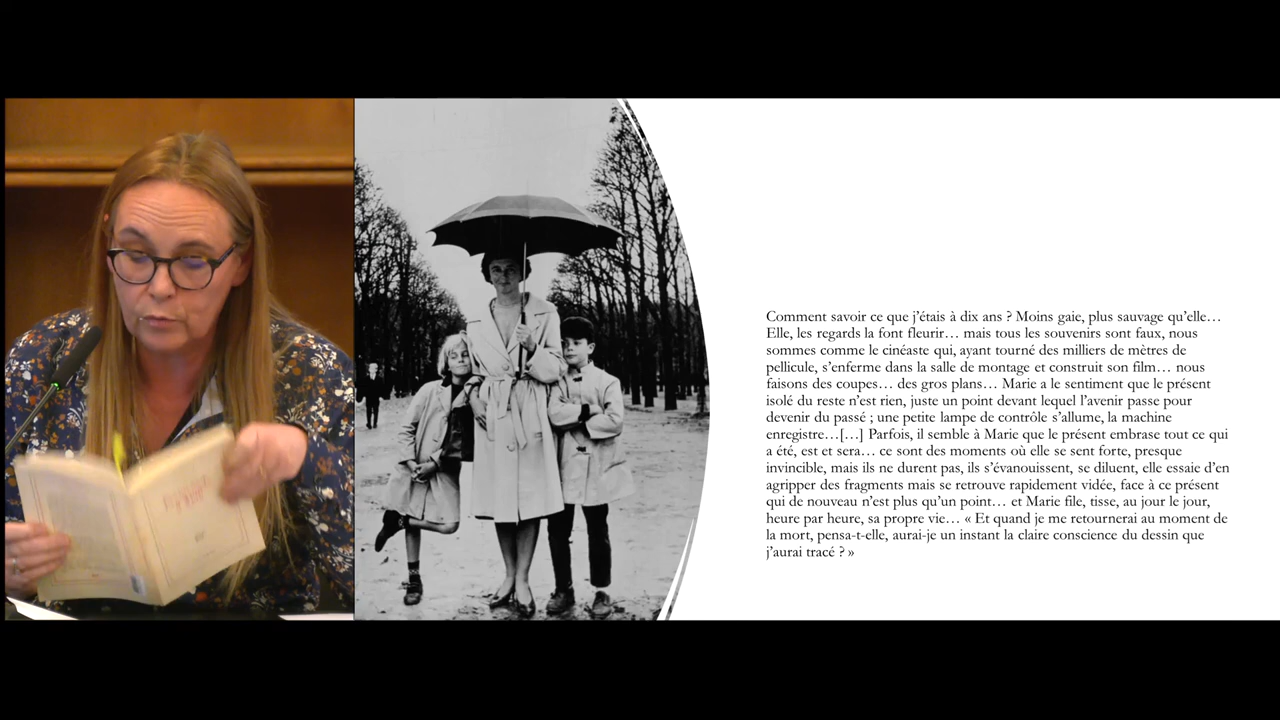 Comment savoir ce que j’étais à dix ans ? Moins gaie, plus sauvage qu’elle…
Elle, les regards la font fleurir… mais tous les souvenirs sont faux, nous
sommes comme le cinéaste qui, ayant tourné des milliers de mètres de
pellicule, s’enferme dans la salle de montage et construit son film… nous
faisons des coupes… des gros plans… Marie a le sentiment que le présent
isolé du reste n’est rien, juste un point devant lequel l’avenir passe pour
devenir du passé ; une petite lampe de contrôle s’allume, la machine
enregistre…[…] Parfois, il semble à Marie que le présent embrase tout ce qui
a été, est et sera… ce sont des moments où elle se sent forte, presque
invincible, mais ils ne durent pas, ils s’évanouissent, se diluent, elle essaie d’en
agripper des fragments mais se retrouve rapidement vidée, face à ce présent
qui de nouveau n’est plus qu’un point… et Marie file, tisse, au jour le jour,
heure par heure, sa propre vie… « Et quand je me retournerai au moment de
la mort, pensa-t-elle, aurai-je un instant la claire conscience du dessin que
j’aurai tracé ? »